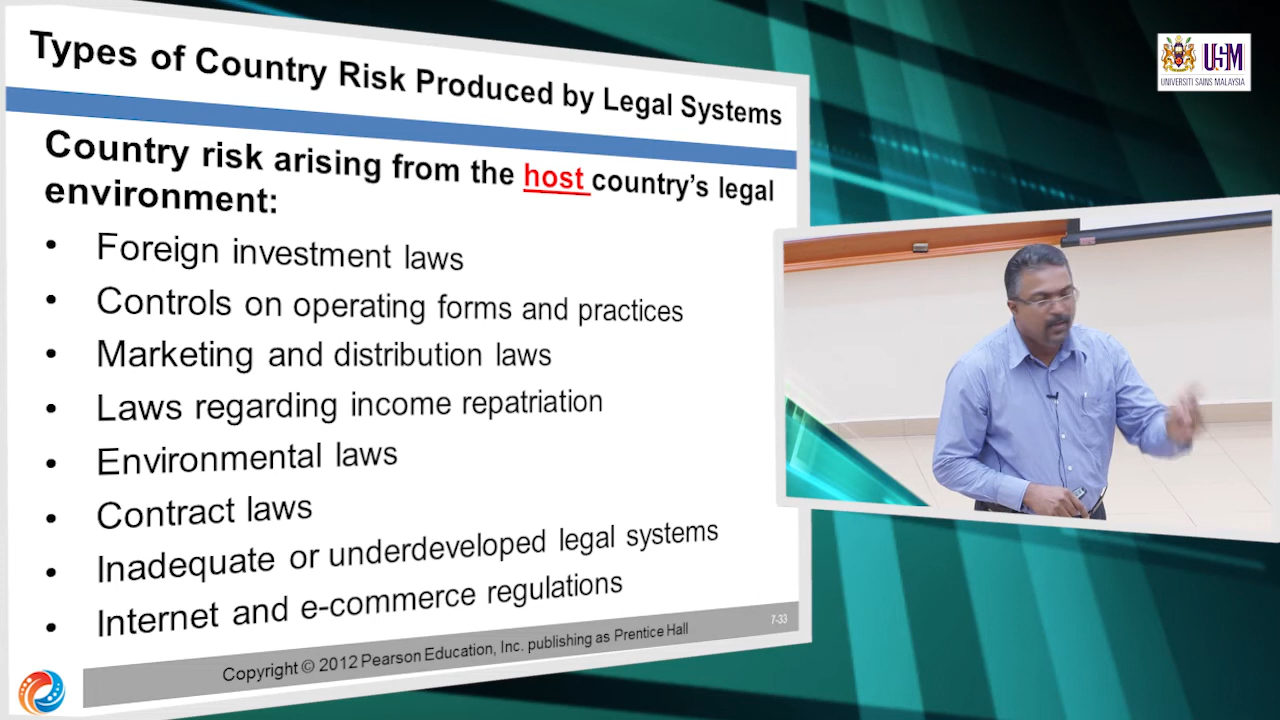 Types of Country Risk Produced by Legal Systems
Country risk arising from the host country's legal
environment:
• Foreign investment laws
• Controls on operating forms and practices
• Marketing and distribution laws
• Laws regarding income repatriation
• Environmental laws
• Contract laws
• Inadequate or underdeveloped legal systems
• Internet and e-commerce regulations
Copyright © 2012 Pearson Education, Inc. publishing as Prentice Hall
7-33
USM
UNIVERSITI SAINS MALAYSIA